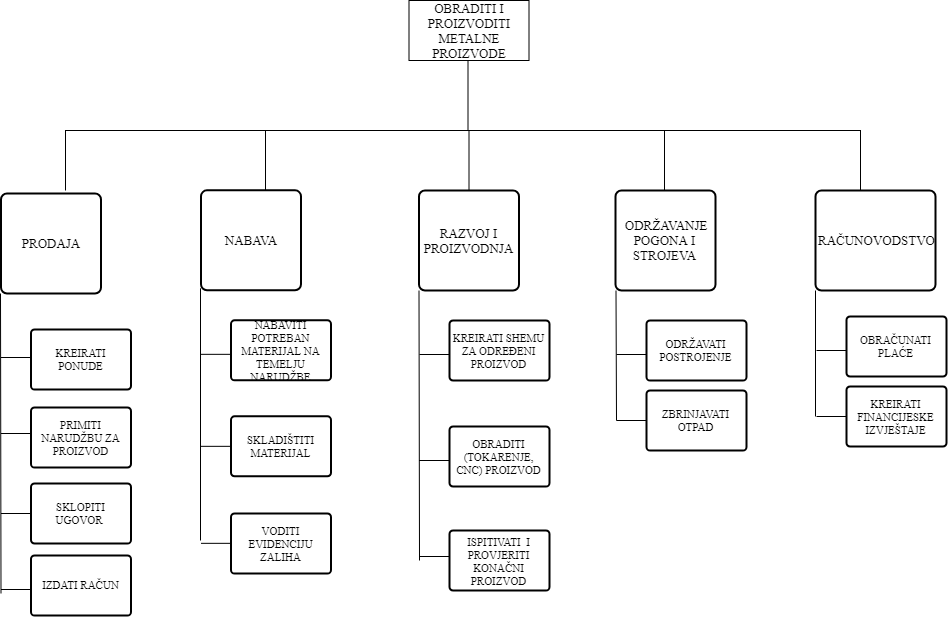 OBRADITI I
PROIZVODITI
METALNE
PROIZVODE
PRODAJA
NABAVA
RAZVOJ I
PROIZVODNJA
ODRŽAVANJE
POGONA I
STROJEVA
RAČUNOVODSTVO
KREIRATI
PONUDE
PRIMITI
NARUDŽBU ZA
PROIZVOD
SKLOPITI
UGOVOR
IZDATI RAČUN
NABAVITI
POTREBAN
MATERIJAL NA
TEMELJU
NARUDŽBE
SKLADIŠTITI
MATERIJAL
VODITI
EVIDENCIJU
ZALIHA
KREIRATI SHEMU
ZA ODREĐENI
PROIZVOD
OBRADITI
(TOKARENJE,
CNC) PROIZVOD
ISPITIVATI I
PROVJERITI
KONAČNI
PROIZVOD
ODRŽAVATI
POSTROJENJE
ZBRINJAVATI
OTPAD
OBRAČUNATI
PLAĆE
KREIRATI
FINANCIJESKE
IZVJEŠTAJE